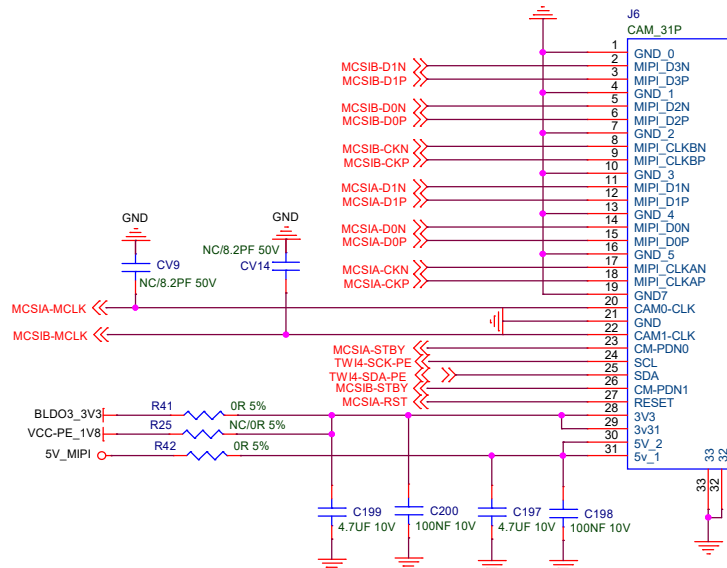 J6
CAM_31P
1 GND_0
MCSIB-D1N 2 MIPI_D3N
MCSIB-D1P 3 MIPI_D3P
4 GND_1
MCSIB-D0N 5 MIPI_D2N
MCSIB-D0P 6 MIPI_D2P
7 GND_2
MCSIB-CKN 8 MIPI_CLKBN
MCSIB-CKP 9 MIPI_CLKBP
10 GND_3
MCSIA-D1N 11 MIPI_D1N
MCSIA-D1P 12 MIPI_D1P
13 GND_4
MCSIA-D0N 14 MIPI_D0N
MCSIA-D0P 15 MIPI_D0P
16 GND_5
MCSIA-CKN 17 MIPI_CLKAN
MCSIA-CKP 18 MIPI_CLKAP
19 GND7
GND
CV9
NC/8.2PF 50V
GND
NC/8.2PF 50V
CV14
MCSIA-MCLK 20 CAM0-CLK
21 GND
MCSIB-MCLK 22 CAM1-CLK
MCSIA-STBY 23 CM-PDN0
TWI4-SCK-PE 24 SCL
TWI4-SDA-PE 25 SDA
MCSIB-STBY 26 CM-PDN1
MCSIA-RST 27 RESET
BLDO3_3V3 R41 0R 5% 28 3V3
VCC-PE_1V8 R25 NC/0R 5% 29 3v31
30 5V_2
5V_MIPI R42 0R 5% 31 5v_1
33 32
33 32
C199
4.7UF 10V
C200
100NF 10V
C197
4.7UF 10V
C198
100NF 10V